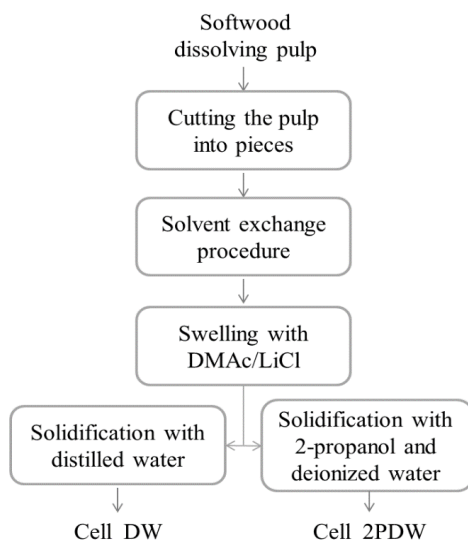 Softwood
dissolving pulp
Cutting the pulp
into pieces
Solvent exchange
procedure
Swelling with
DMAc/LiCl
Solidification with
distilled water
Solidification with
2-propanol and
deionized water
Cell DW
Cell 2PDW